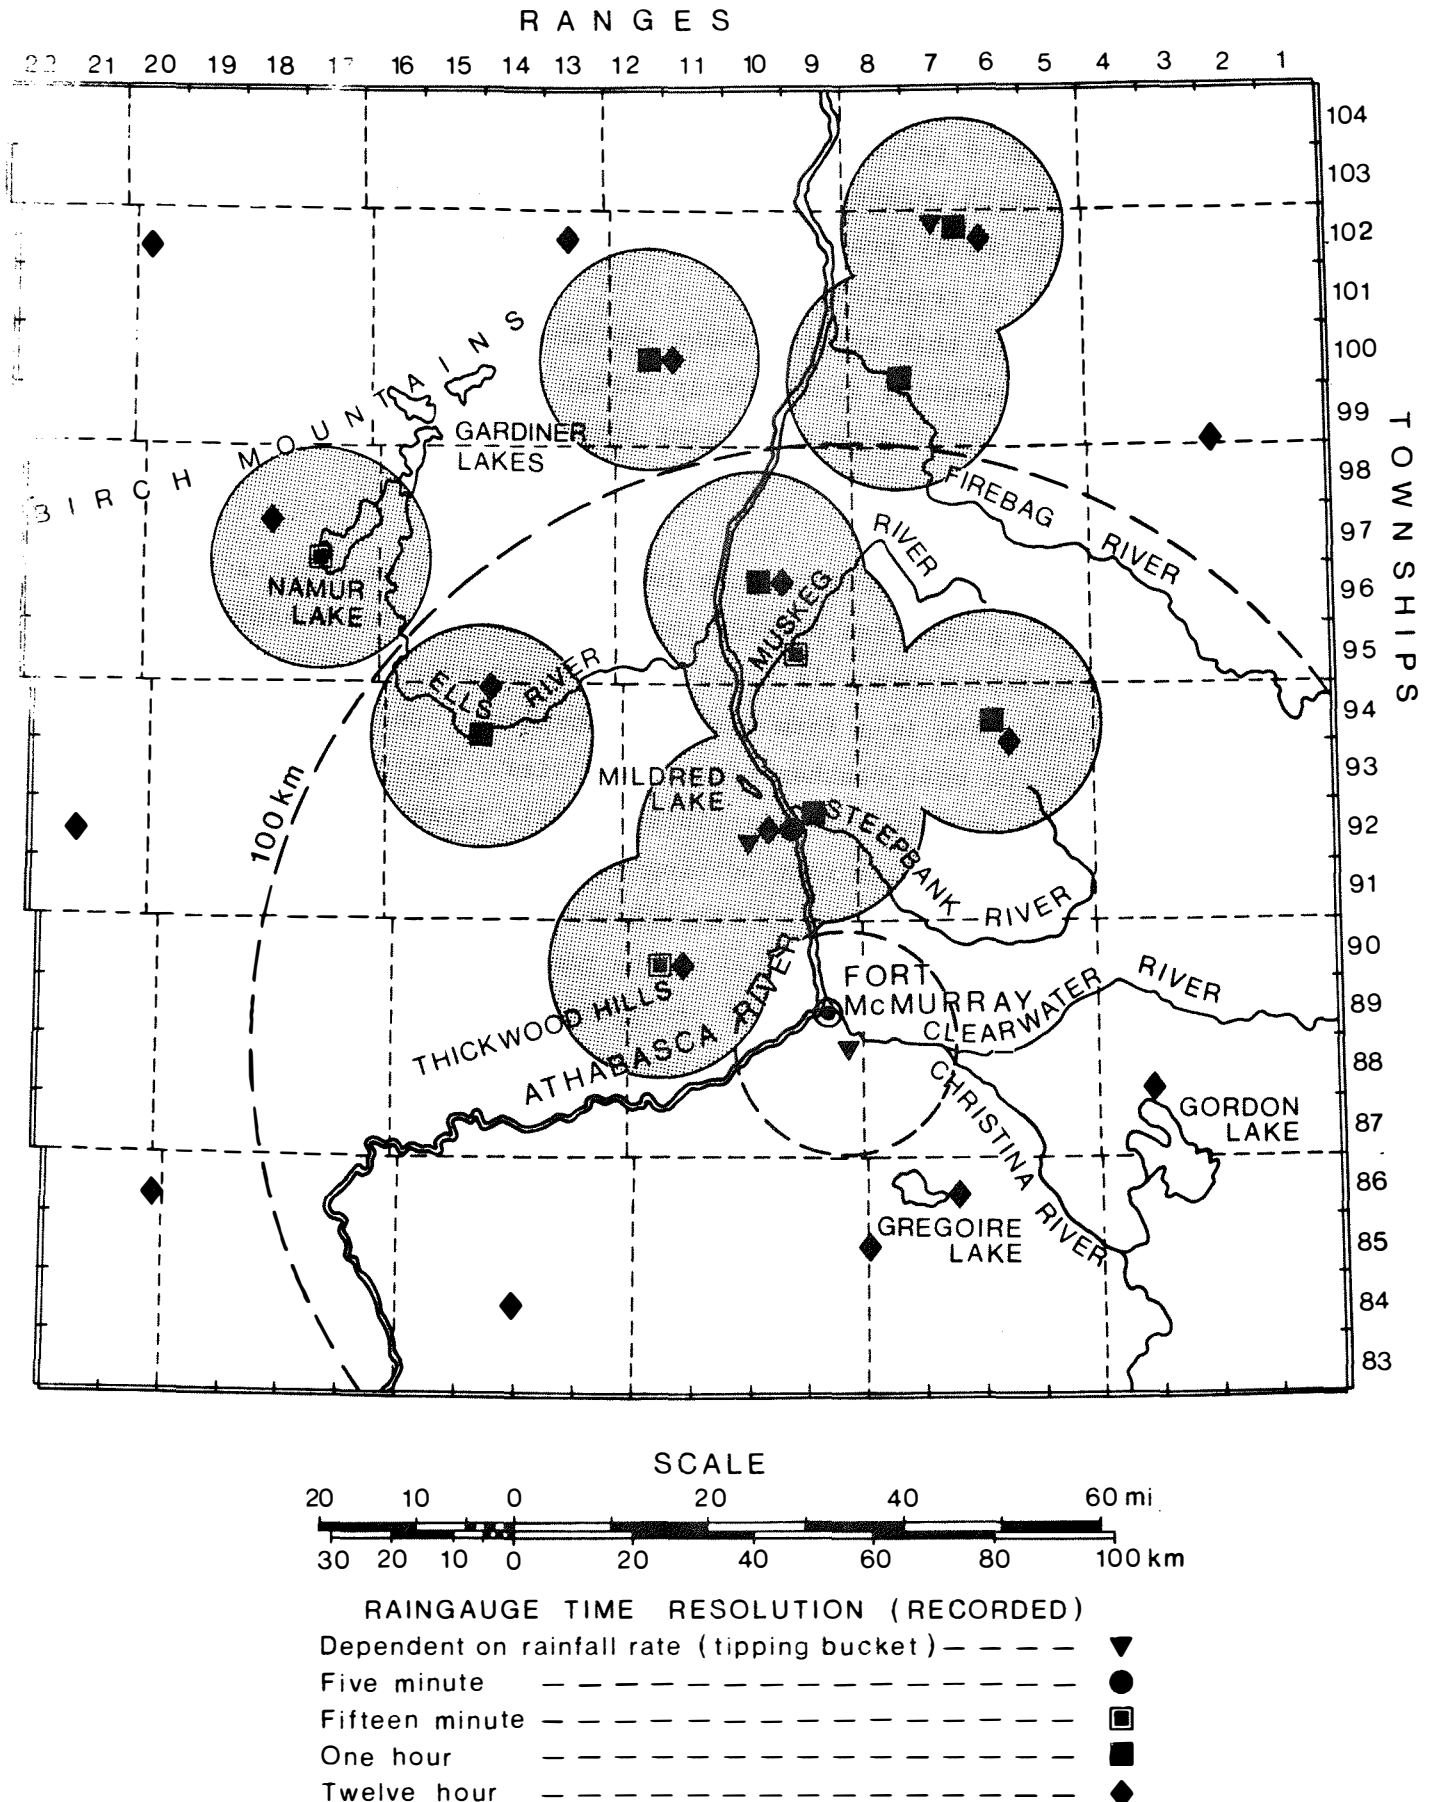 RANGES
22 21 20 19 18 17 16 15 14 13 12 11 10 9 8 7 6 5 4 3 2 1
104
103
102
101
100
99
98
97
96
95
94
93
92
91
90
89
88
87
86
85
84
83
TOWNSHIPS
BIRCH MOUNTAINS
GARDINER
LAKES
FIREBAG RIVER
NAMUR
LAKE
MUSKEG RIVER
ELLS RIVER
MILDRED
LAKE
STEEPBANK RIVER
100 km
THICKWOOD HILLS
ATHABASCA RIVER
FORT
McMURRAY
CLEARWATER RIVER
CHRISTINA RIVER
GORDON
LAKE
GREGOIRE
LAKE
SCALE
20 10 0 20 40 60 mi
30 20 10 0 20 40 60 80 100 km
RAINGAUGE TIME RESOLUTION (RECORDED)
Dependent on rainfall rate (tipping bucket)
Five minute
Fifteen minute
One hour
Twelve hour